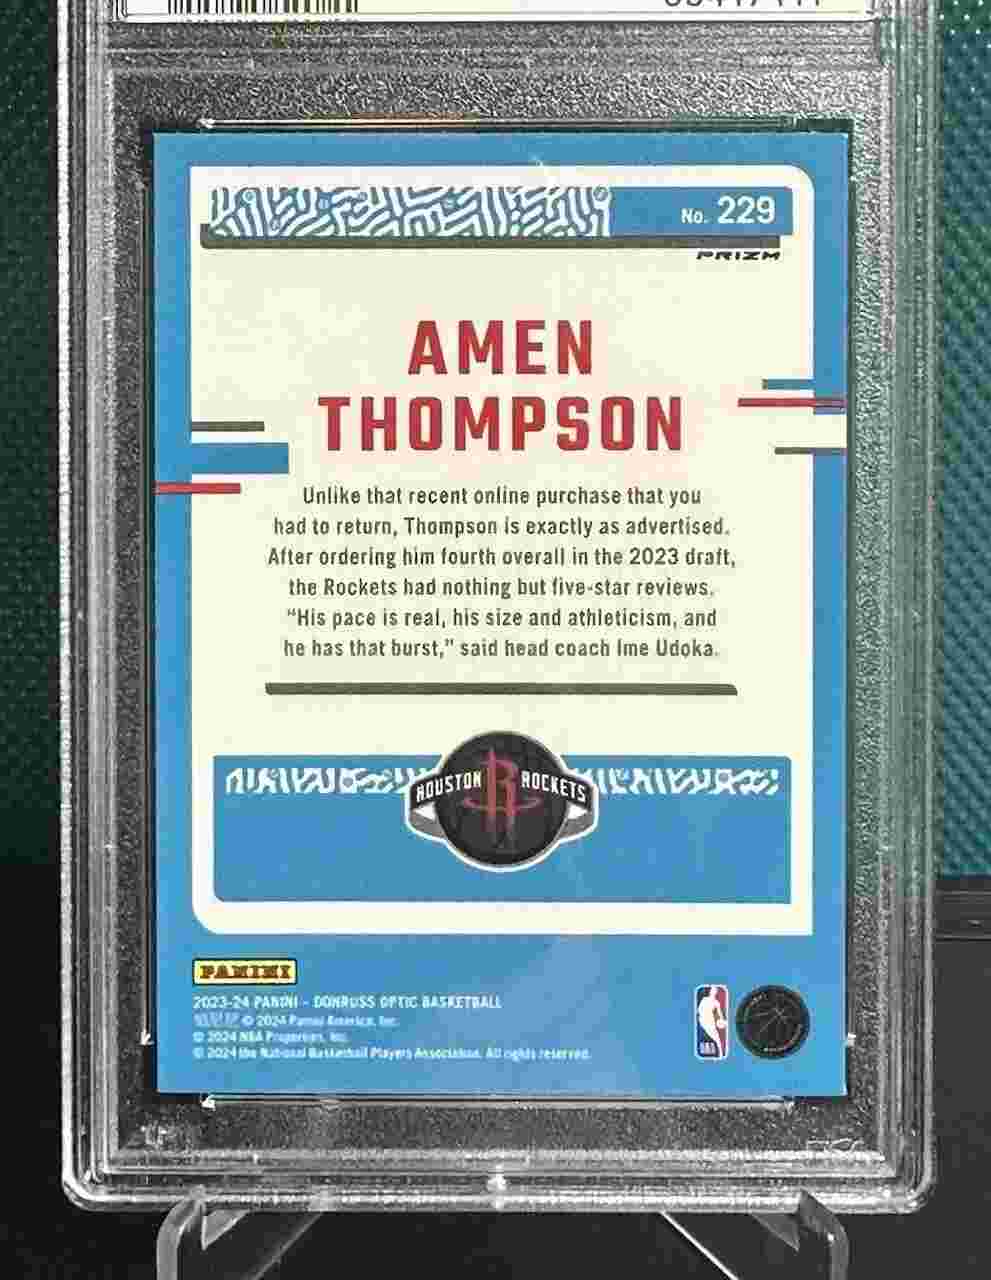 No. 229
PRIZM
AMEN
THOMPSON
Unlike that recent online purchase that you
had to return, Thompson is exactly as advertised.
After ordering him fourth overall in the 2023 draft,
the Rockets had nothing but five-star reviews.
“His pace is real, his size and athleticism, and
he has that burst,” said head coach Ime Udoka.
HOUSTON ROCKETS
PANINI
2023-24 PANINI - DONRUSS OPTIC BASKETBALL
© 2024 Panini America, Inc.
© 2024 NBA Properties, Inc.
© 2024 the National Basketball Players Association. All rights reserved.
NBA